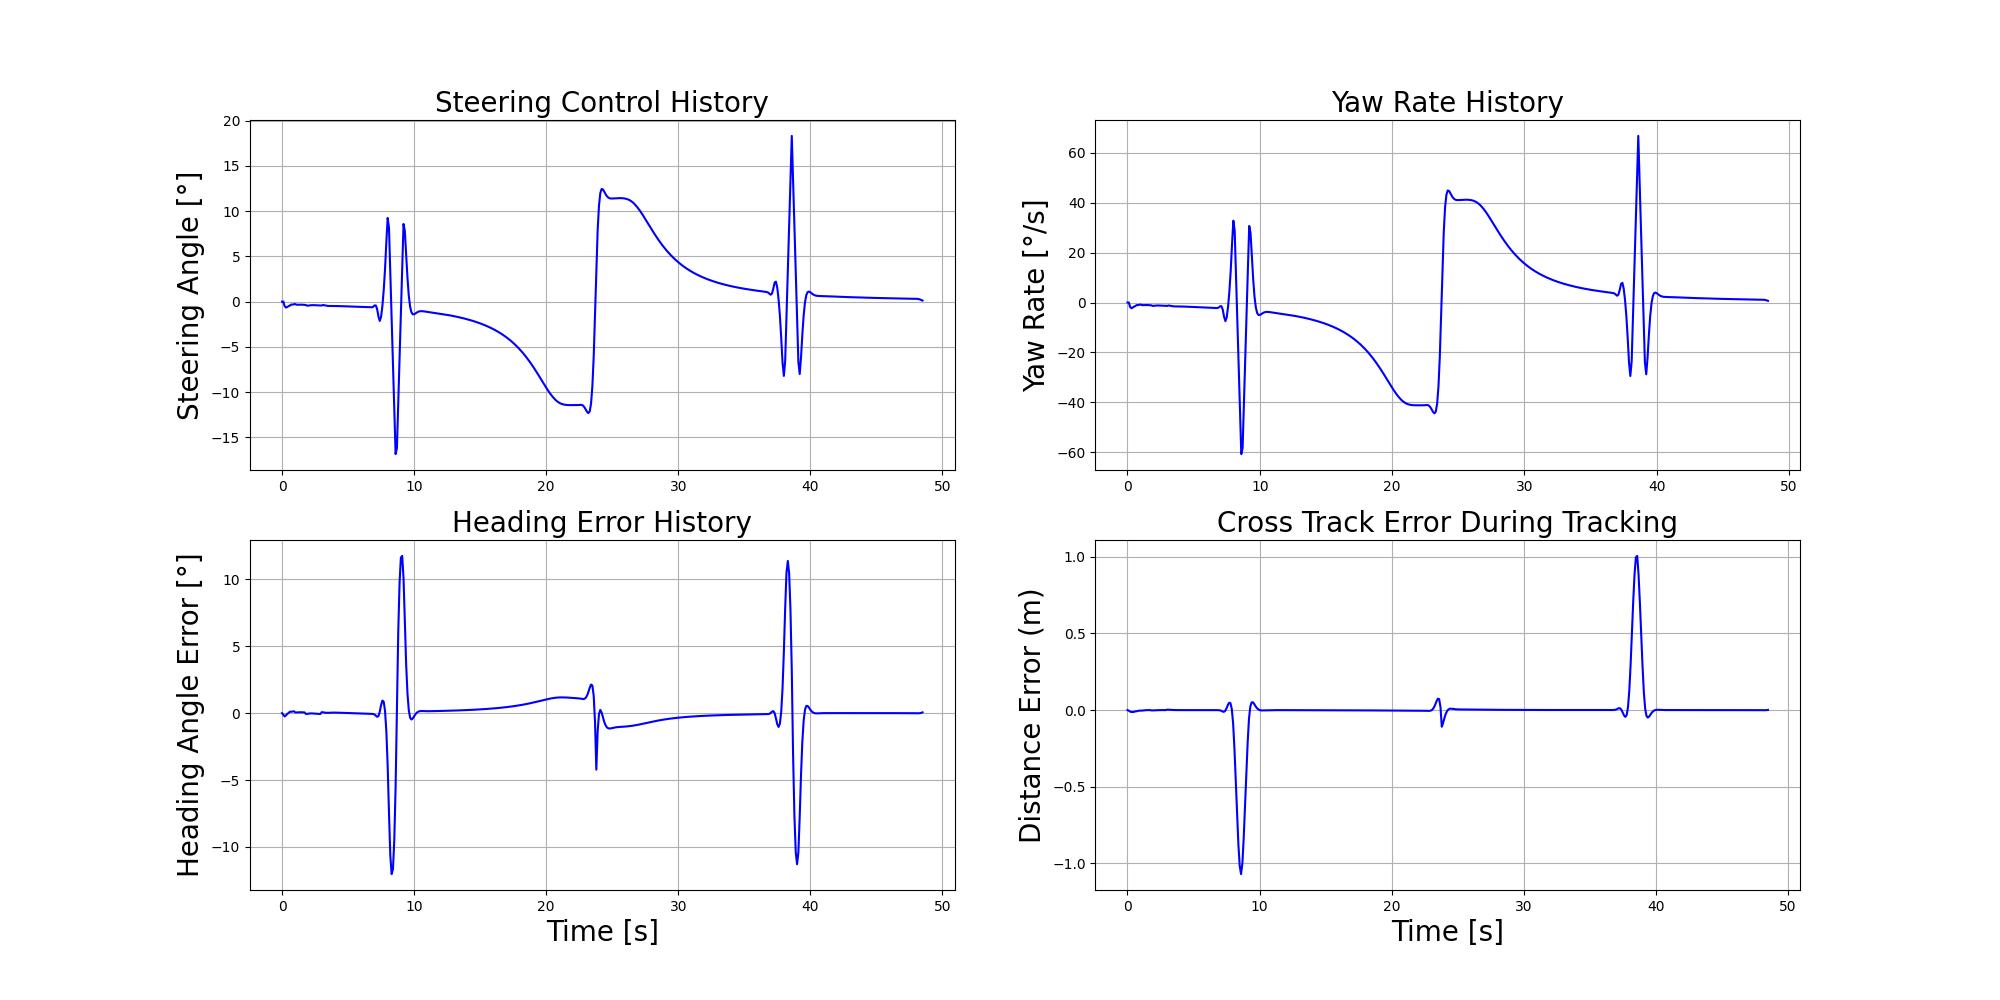 Steering Control History
Steering Angle [°]
20
15
10
5
0
−5
−10
−15
0 10 20 30 40 50
Yaw Rate History
Yaw Rate [°/s]
60
40
20
0
−20
−40
−60
0 10 20 30 40 50
Heading Error History
Heading Angle Error [°]
10
5
0
−5
−10
0 10 20 30 40 50
Time [s]
Cross Track Error During Tracking
Distance Error (m)
1.0
0.5
0.0
−0.5
−1.0
0 10 20 30 40 50
Time [s]